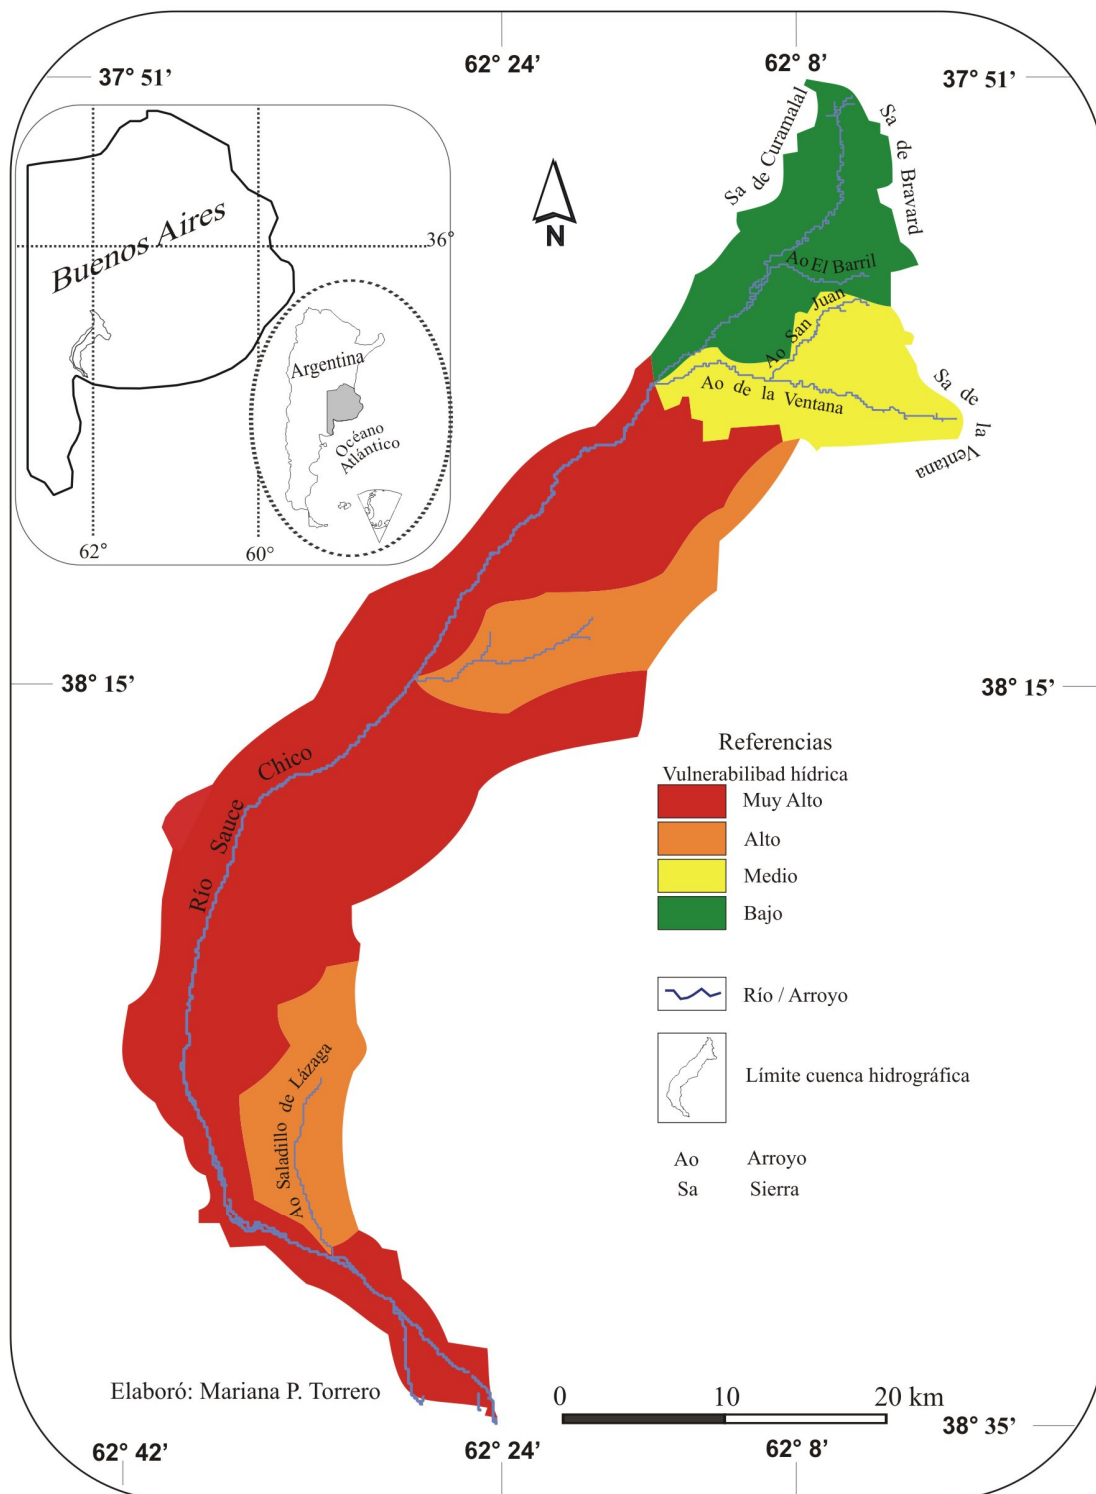 62° 24’
62° 8’
37° 51’
37° 51’
Sa de Curamalal
Sa de Bravard
Buenos Aires
36°
N
Ao El Barril
Ao San Juan
Argentina
Ao de la Ventana
Sa de la Ventana
Océano
Atlántico
62°
60°
38° 15’
38° 15’
Río Sauce Chico
Referencias
Vulnerabilibad hídrica
Muy Alto
Alto
Medio
Bajo
Río / Arroyo
Límite cuenca hidrográfica
Ao Saladillo de Lázaga
Ao Arroyo
Sa Sierra
Elaboró: Mariana P. Torrero
0 10 20 km
38° 35’
62° 42’
62° 24’
62° 8’